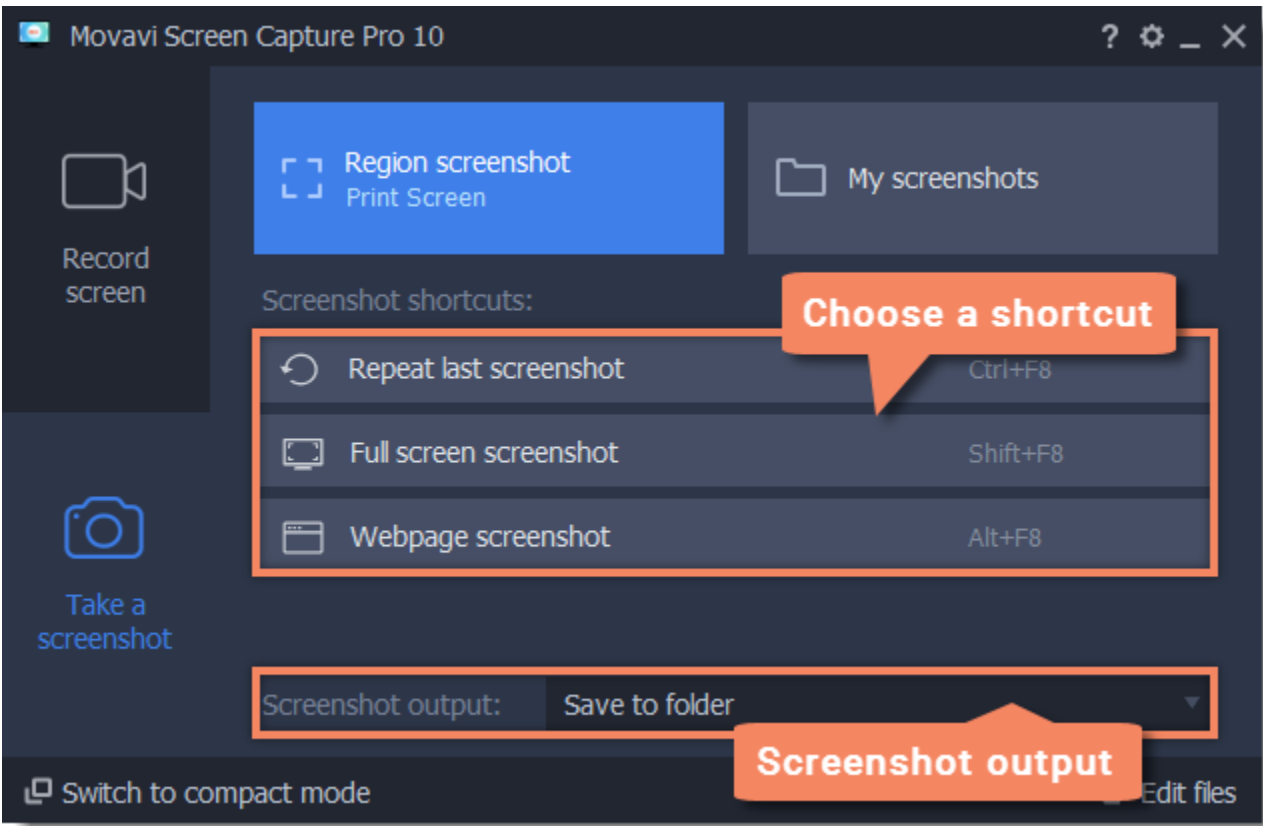 Movavi Screen Capture Pro 10
?
Record
screen
Region screenshot
Print Screen
My screenshots
Screenshot shortcuts:
Choose a shortcut
Repeat last screenshot Ctrl+F8
Full screen screenshot Shift+F8
Webpage screenshot Alt+F8
Take a
screenshot
Screenshot output: Save to folder
Screenshot output
Switch to compact mode
Edit files